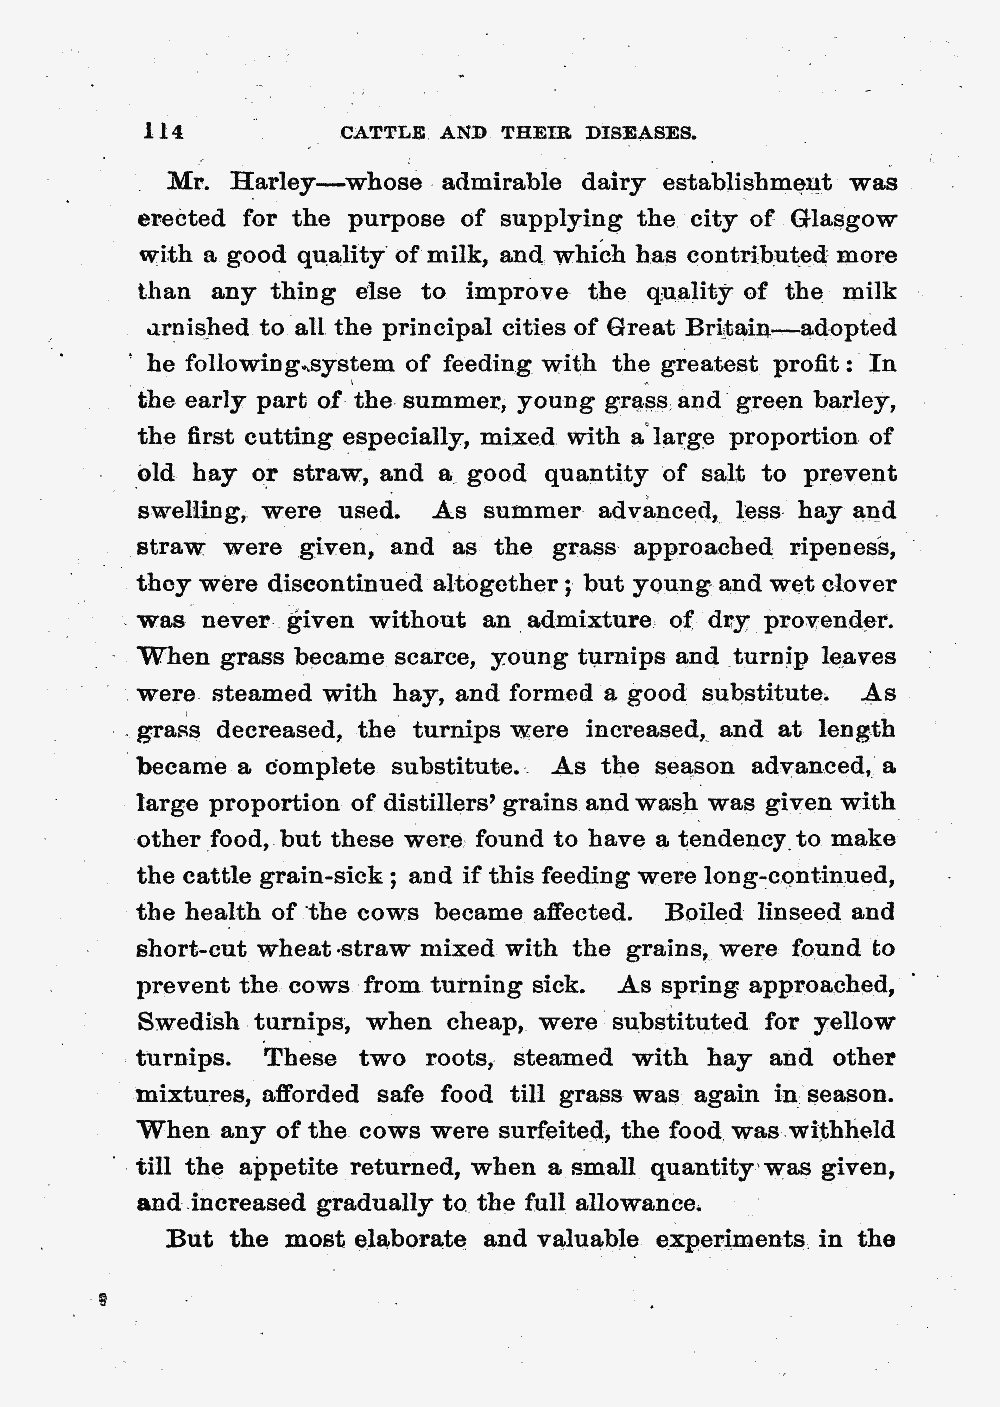 114 CATTLE AND THEIR DISEASES.
Mr. Harley—whose admirable dairy establishment was
erected for the purpose of supplying the city of Glasgow
with a good quality of milk, and which has contributed more
than any thing else to improve the quality of the milk
urnished to all the principal cities of Great Britain—adopted
he following system of feeding with the greatest profit: In
the early part of the summer, young grass and green barley,
the first cutting especially, mixed with a large proportion of
old hay or straw, and a good quantity of salt to prevent
swelling, were used. As summer advanced, less hay and
straw were given, and as the grass approached ripeness,
they were discontinued altogether; but young and wet clover
was never given without an admixture of dry provender.
When grass became scarce, young turnips and turnip leaves
were steamed with hay, and formed a good substitute. As
grass decreased, the turnips were increased, and at length
became a complete substitute. As the season advanced, a
large proportion of distillers' grains and wash was given with
other food, but these were found to have a tendency to make
the cattle grain-sick; and if this feeding were long-continued,
the health of the cows became affected. Boiled linseed and
short-cut wheat straw mixed with the grains, were found to
prevent the cows from turning sick. As spring approached,
Swedish turnips, when cheap, were substituted for yellow
turnips. These two roots, steamed with hay and other
mixtures, afforded safe food till grass was again in season.
When any of the cows were surfeited, the food was withheld
till the appetite returned, when a small quantity was given,
and increased gradually to the full allowance.
But the most elaborate and valuable experiments in the